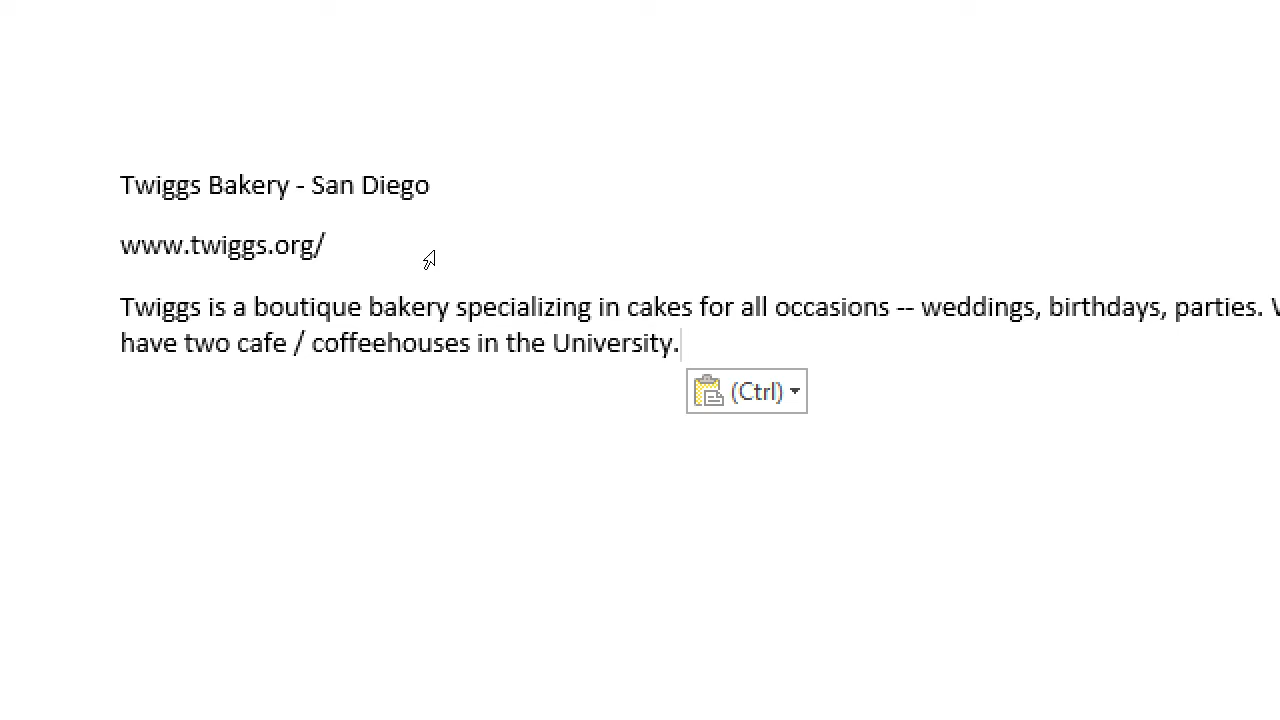 Twiggs Bakery - San Diego
www.twiggs.org/
Twiggs is a boutique bakery specializing in cakes for all occasions -- weddings, birthdays, parties.
have two cafe / coffeehouses in the University.
(Ctrl)